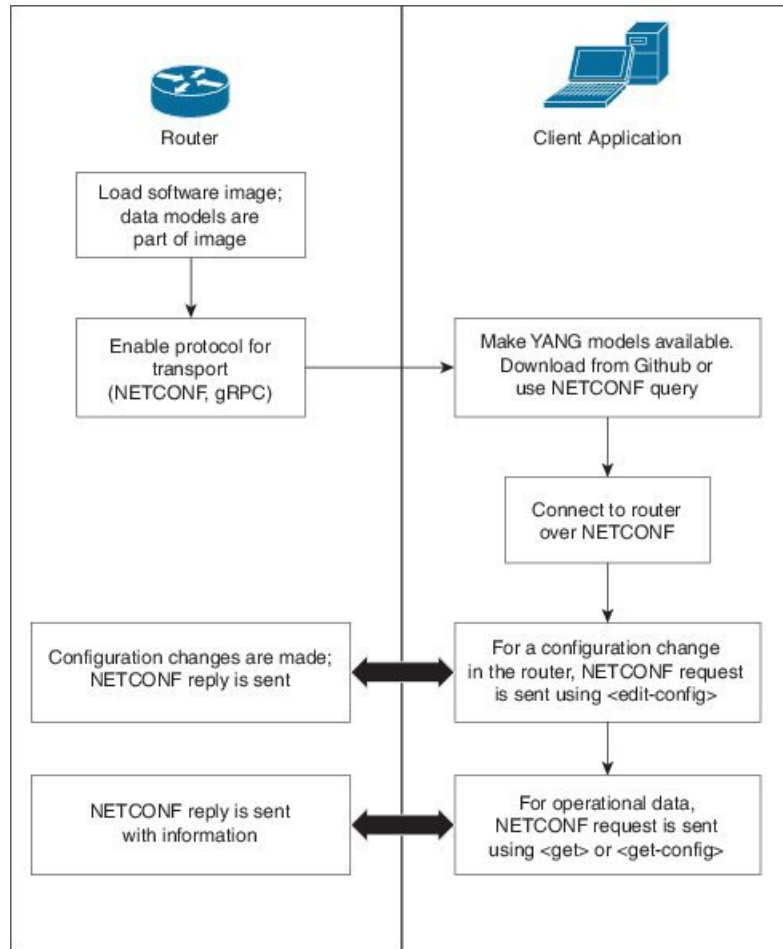 Router
Client Application
Load software image;
data models are
part of image
Enable protocol for
transport
(NETCONF, gRPC)
Make YANG models available.
Download from Github or
use NETCONF query
Connect to router
over NETCONF
Configuration changes are made;
NETCONF reply is sent
For a configuration change
in the router, NETCONF request
is sent using <edit-config>
NETCONF reply is sent
with information
For operational data,
NETCONF request is sent
using <get> or <get-config>